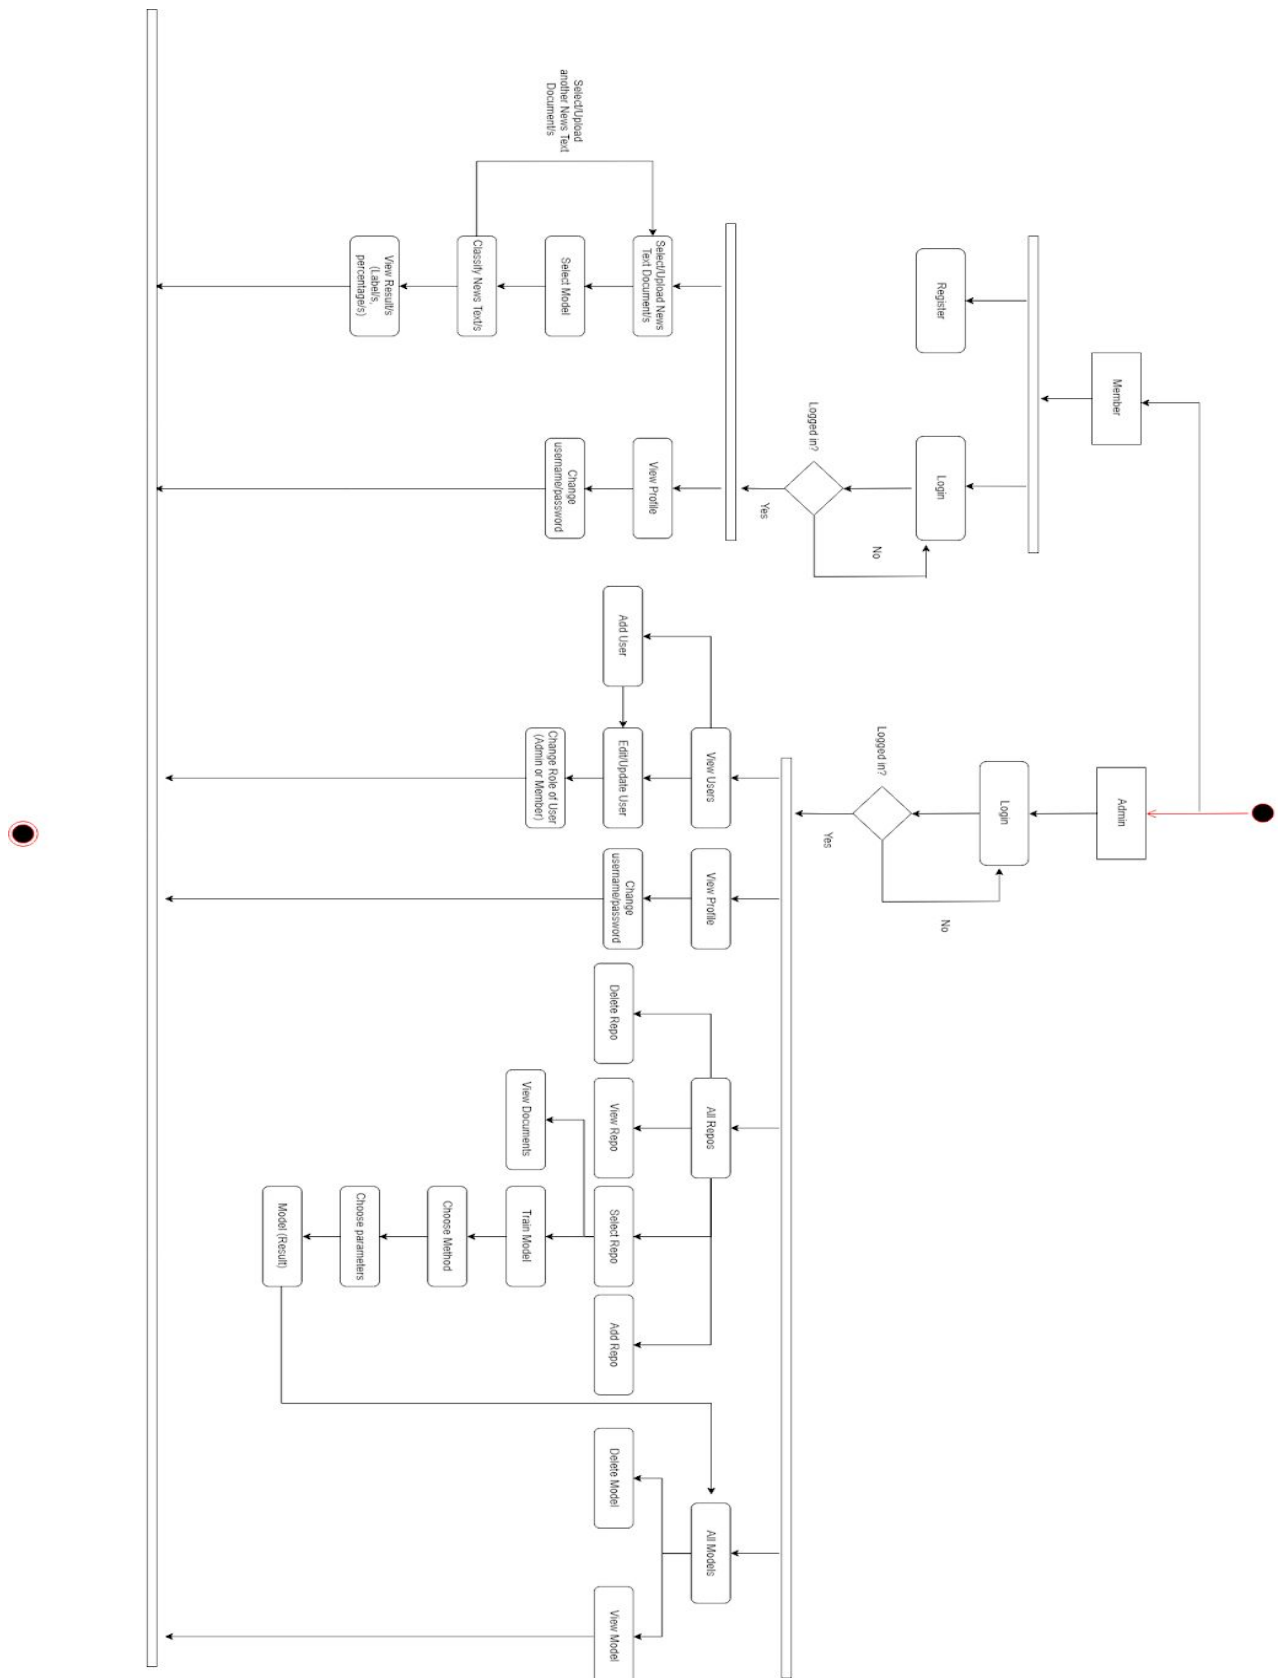 Member
Admin
Register
Login
Login
Logged in?
No
Yes
Logged in?
No
Yes
Select/Upload
another News Text
Document/s
Select/Upload News
Text Document/s
View Profile
Select Model
Change
username/password
Classify News Text/s
View Result/s
(Label/s,
percentage/s)
View Users
View Profile
All Repos
All Models
Add User
Edit/Update User
Change
username/password
Delete Repo
View Repo
Select Repo
Add Repo
Delete Model
View Model
Change Role of User
(Admin or Member)
View Documents
Train Model
Choose Method
Choose parameters
Model (Result)